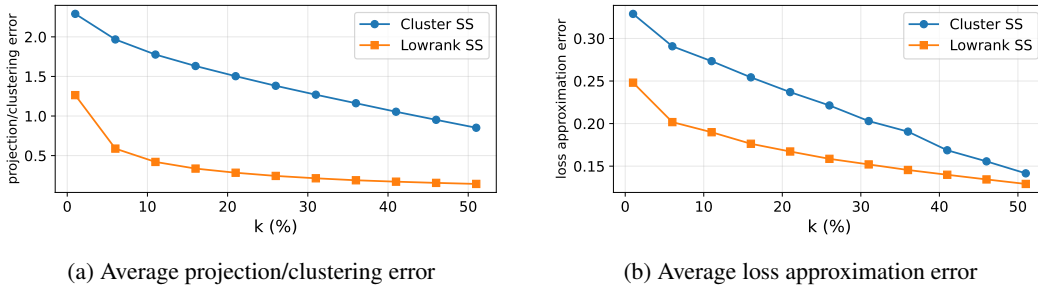 projection/clustering error
2.0
1.5
1.0
0.5
0 10 20 30 40 50
k (%)
Cluster SS
Lowrank SS
(a) Average projection/clustering error
loss approximation error
0.30
0.25
0.20
0.15
0 10 20 30 40 50
k (%)
Cluster SS
Lowrank SS
(b) Average loss approximation error